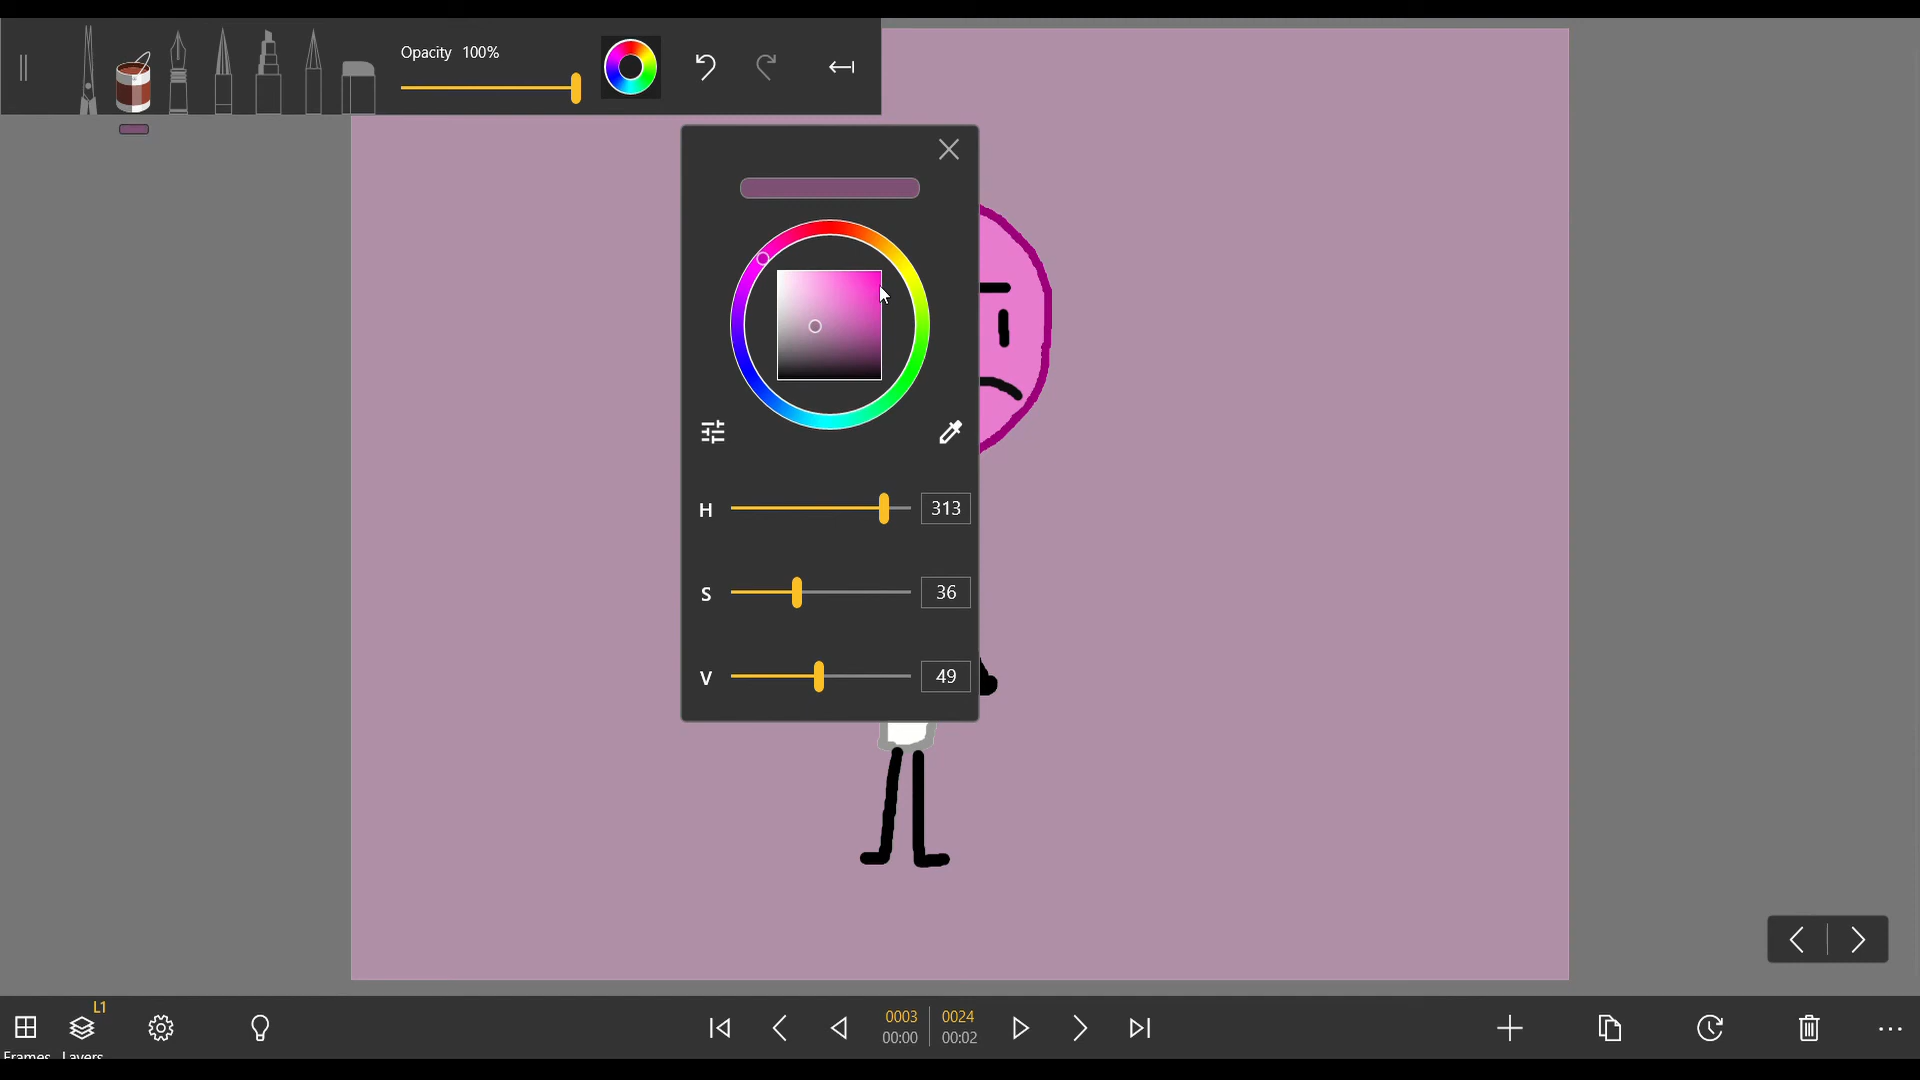 Opacity 100%
H 313
S 36
V 49
L1
Frames Layers
0003 0024
00:00 00:02